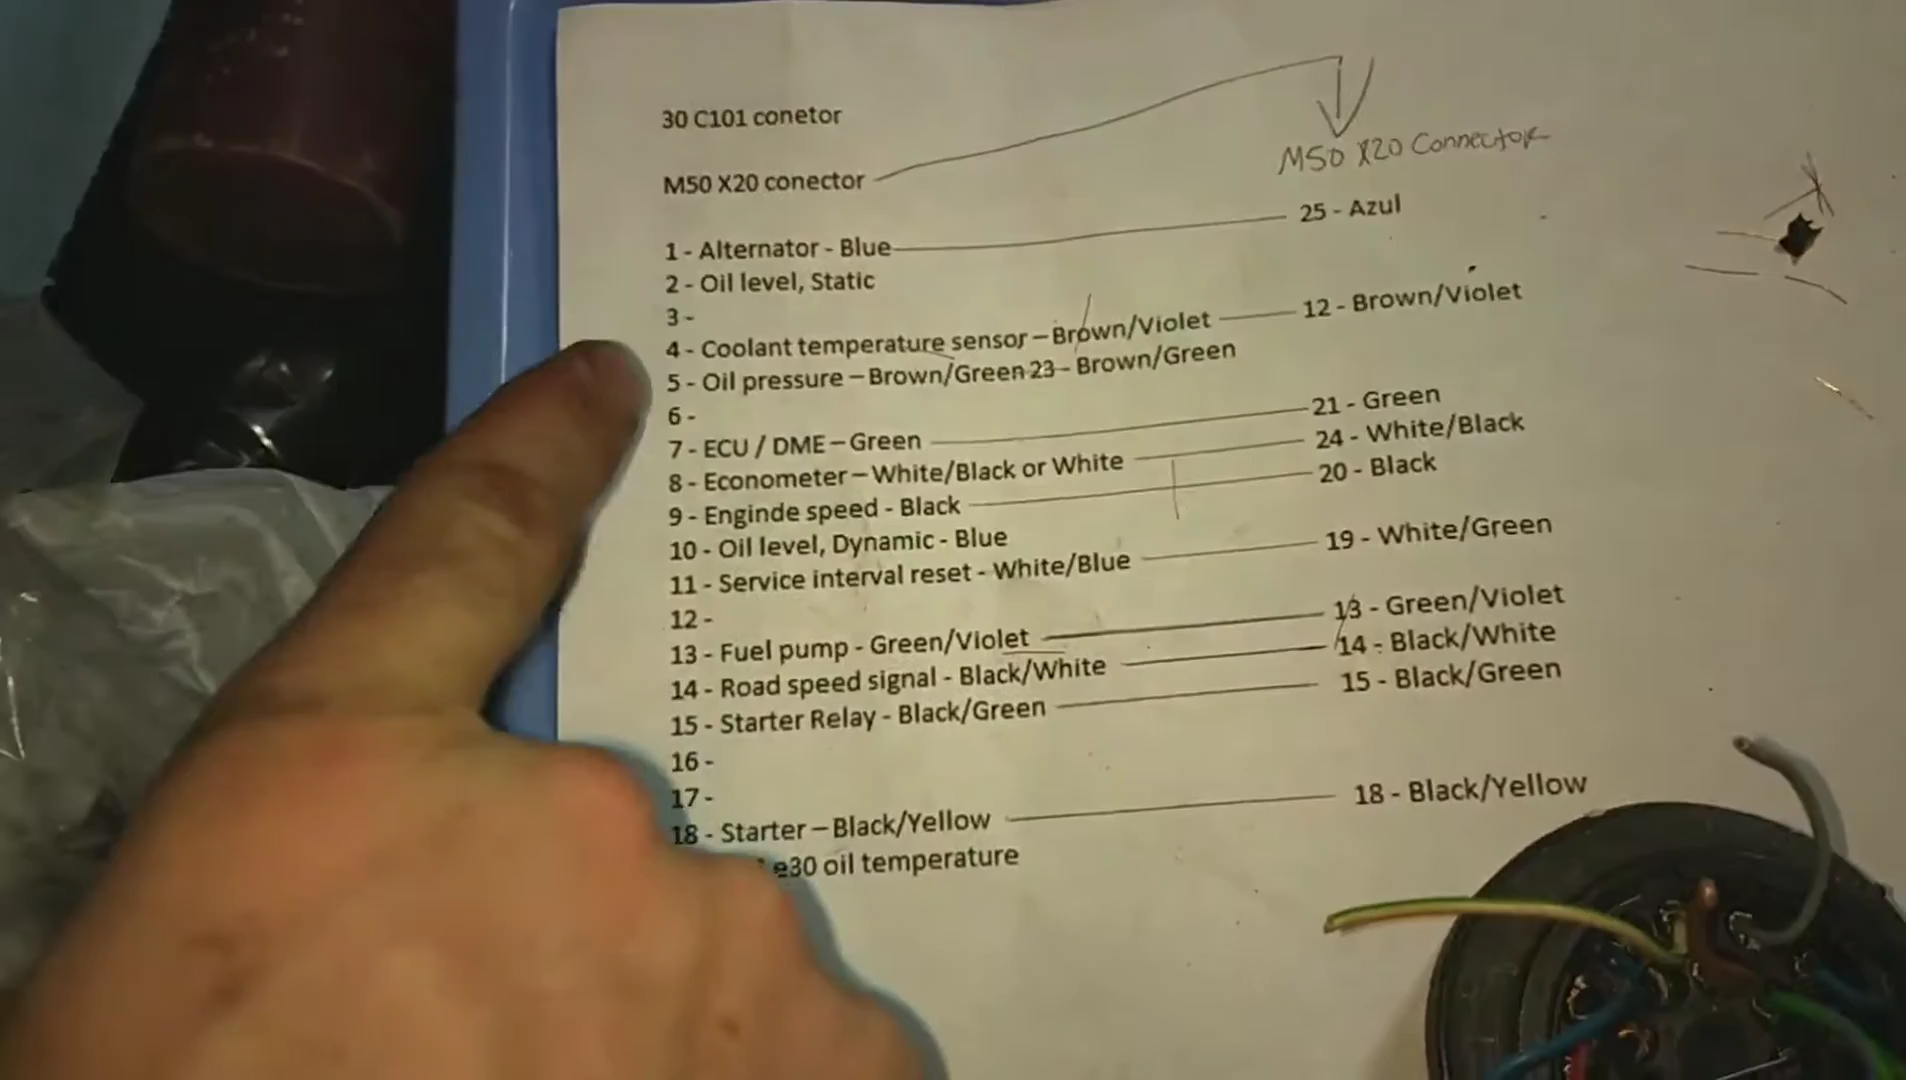 30 C101 conetor
M50 X20 conector
M50 X20 Connector
1 - Alternator - Blue 25 - Azul
2 - Oil level, Static
3 -
4 - Coolant temperature sensor – Brown/Violet 12 - Brown/Violet
5 - Oil pressure – Brown/Green 23 - Brown/Green
6 -
7 - ECU / DME – Green 21 - Green
8 - Econometer – White/Black or White 24 - White/Black
9 - Enginde speed - Black 20 - Black
10 - Oil level, Dynamic - Blue
11 - Service interval reset - White/Blue 19 - White/Green
12 -
13 - Fuel pump - Green/Violet 13 - Green/Violet
14 - Road speed signal - Black/White 14 - Black/White
15 - Starter Relay - Black/Green 15 - Black/Green
16 -
17 -
18 - Starter – Black/Yellow 18 - Black/Yellow
e30 oil temperature